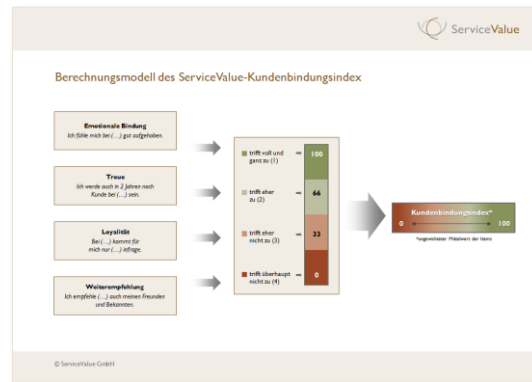 ServiceValue
Berechnungsmodell des ServiceValue-Kundenbindungsindex
Emotionale Bindung
Ich fühle mich bei (…) gut aufgehoben.
Treue
Ich werde auch in 2 Jahren noch
Kunde bei (…) sein.
Loyalität
Bei (…) kommt für
mich nur (…) infrage.
Weiterempfehlung
Ich empfehle (…) auch meinen Freunden
und Bekannten.
trifft voll und
ganz zu (1)
100
trifft eher
zu (2)
66
trifft eher
nicht zu (3)
33
trifft überhaupt
nicht zu (4)
0
Kundenbindungsindex*
0
100
*ungewichteter Mittelwert der Items
© ServiceValue GmbH